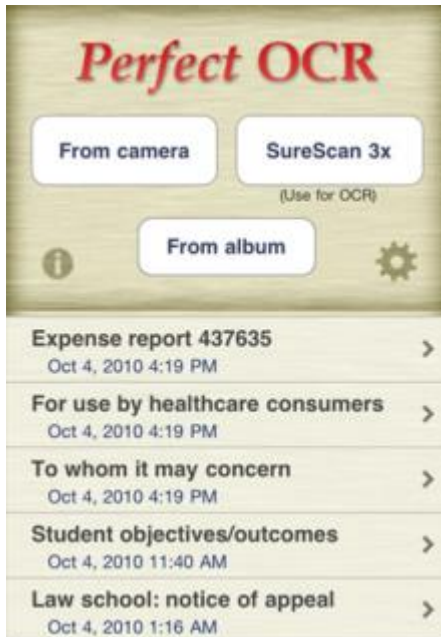 Perfect OCR
From camera
SureScan 3x
(Use for OCR)
From album
Expense report 437635
Oct 4, 2010 4:19 PM
For use by healthcare consumers
Oct 4, 2010 4:19 PM
To whom it may concern
Oct 4, 2010 4:19 PM
Student objectives/outcomes
Oct 4, 2010 11:40 AM
Law school: notice of appeal
Oct 4, 2010 1:16 AM